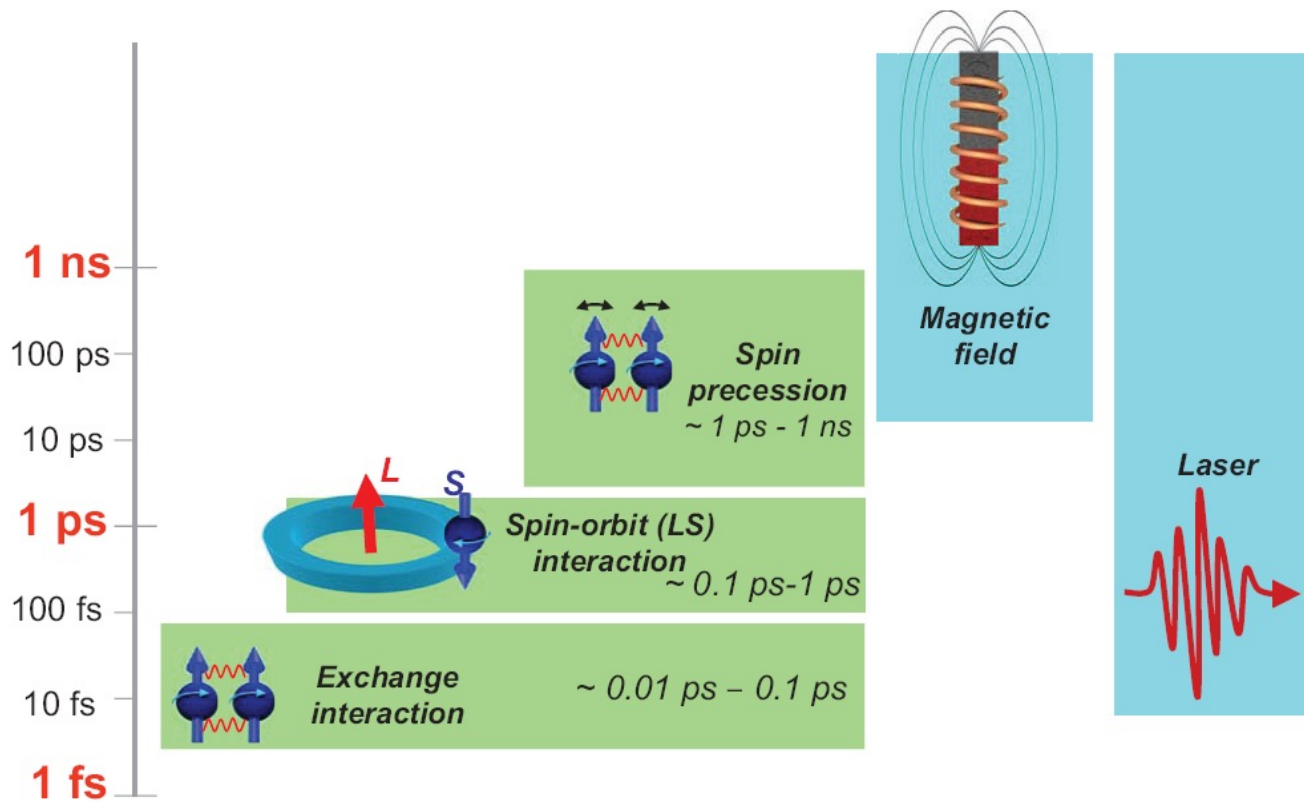 1 ns
100 ps
10 ps
1 ps
100 fs
10 fs
1 fs
Magnetic
field
Spin
precession
~ 1 ps - 1 ns
Laser
L
S
Spin-orbit (LS)
interaction
~ 0.1 ps-1 ps
Exchange
interaction
~ 0.01 ps – 0.1 ps